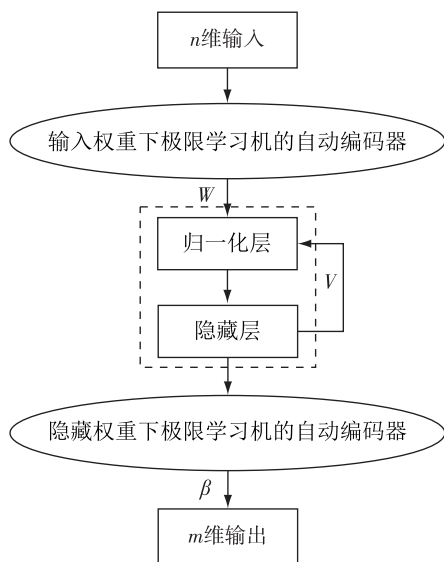 n维输入
输入权重下极限学习机的自动编码器
W
归一化层
V
隐藏层
隐藏权重下极限学习机的自动编码器
β
m维输出